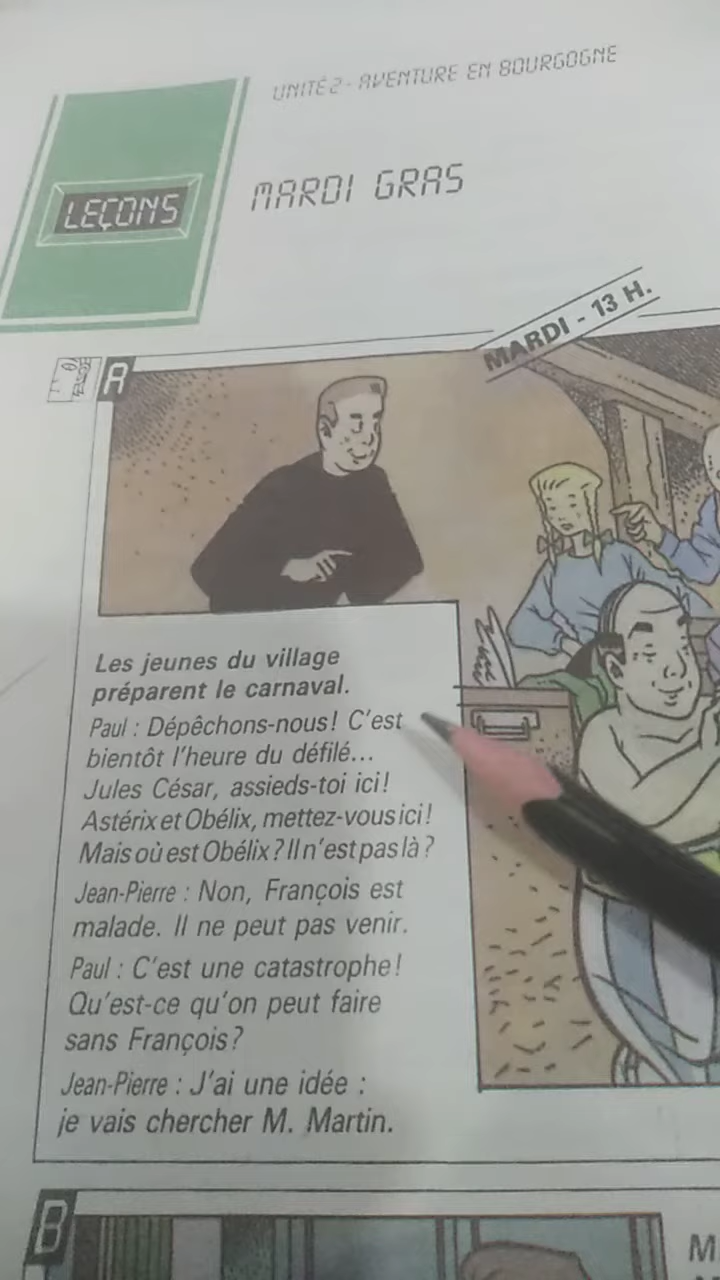 UNITÉ 2 - AVENTURE EN BOURGOGNE
LEÇONS
MARDI GRAS
MARDI - 13 H.
A
Les jeunes du village
préparent le carnaval.
Paul : Dépêchons-nous! C'est
bientôt l'heure du défilé...
Jules César, assieds-toi ici!
Astérix et Obélix, mettez-vous ici!
Mais où est Obélix? Il n'est pas là?
Jean-Pierre : Non, François est
malade. Il ne peut pas venir.
Paul : C'est une catastrophe!
Qu'est-ce qu'on peut faire
sans François?
Jean-Pierre : J'ai une idée :
je vais chercher M. Martin.
B
M